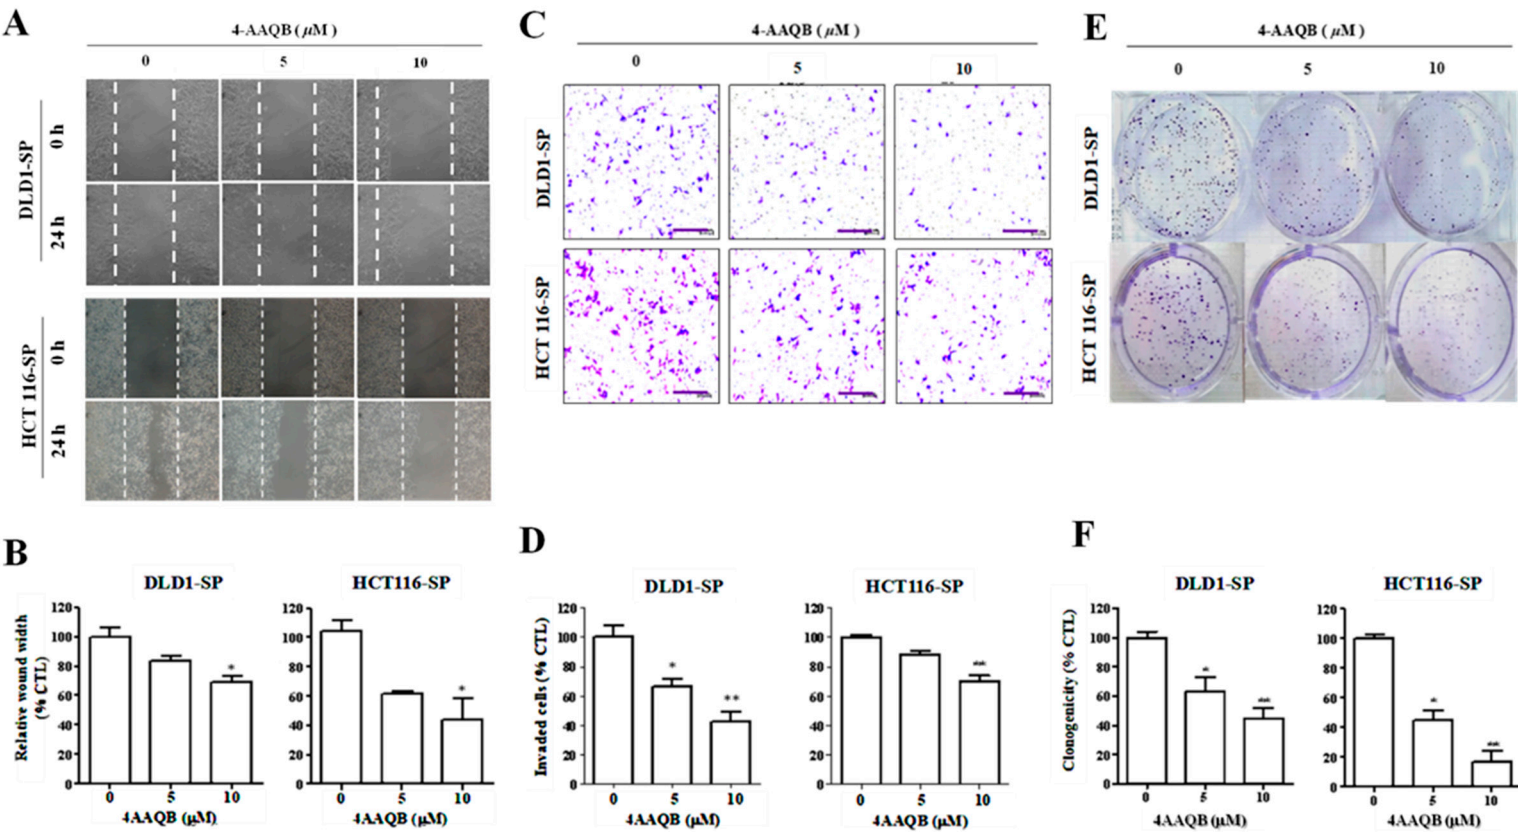 A
4-AAQB ( µM )
0 5 10
DLD1-SP
0 h
24 h
HCT 116-SP
0 h
24 h
C
4-AAQB ( µM )
0 5 10
DLD1-SP
HCT 116-SP
E
4-AAQB ( µM )
0 5 10
DLD1-SP
HCT 116-SP
B
DLD1-SP
Relative wound width
(% CTL)
120
100
80
60
40
20
0
*
0 5 10
4AAQB (µM)
HCT116-SP
120
100
80
60
40
20
0
*
0 5 10
4AAQB (µM)
D
DLD1-SP
Invaded cells (% CTL)
120
100
80
60
40
20
0
*
**
0 5 10
4AAQB (µM)
HCT116-SP
120
100
80
60
40
20
0
**
0 5 10
4AAQB (µM)
F
DLD1-SP
Clonogenicity (% CTL)
120
100
80
60
40
20
0
*
**
0 5 10
4AAQB (µM)
HCT116-SP
120
100
80
60
40
20
0
*
**
0 5 10
4AAQB (µM)